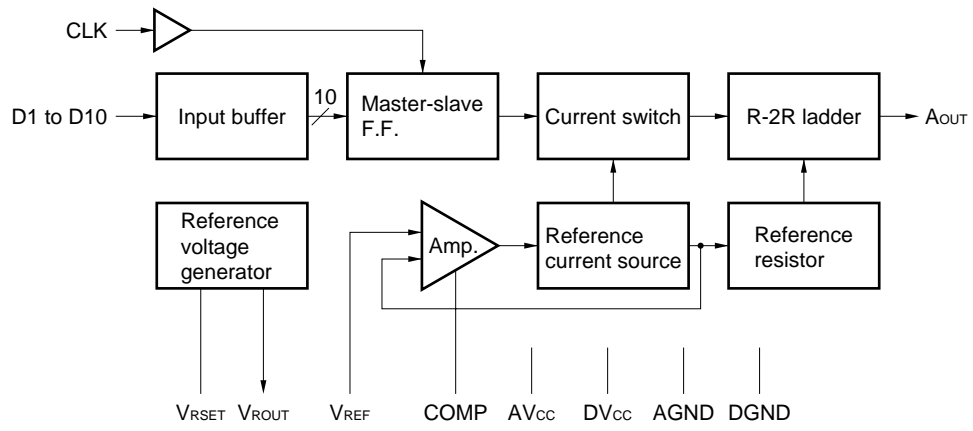 CLK
10
D1 to D10
Input buffer
Master-slave
F.F.
Current switch
R-2R ladder
AOUT
Reference
voltage
generator
Amp.
Reference
current source
Reference
resistor
VRSET
VROUT
VREF
COMP
AVCC
DVCC
AGND
DGND